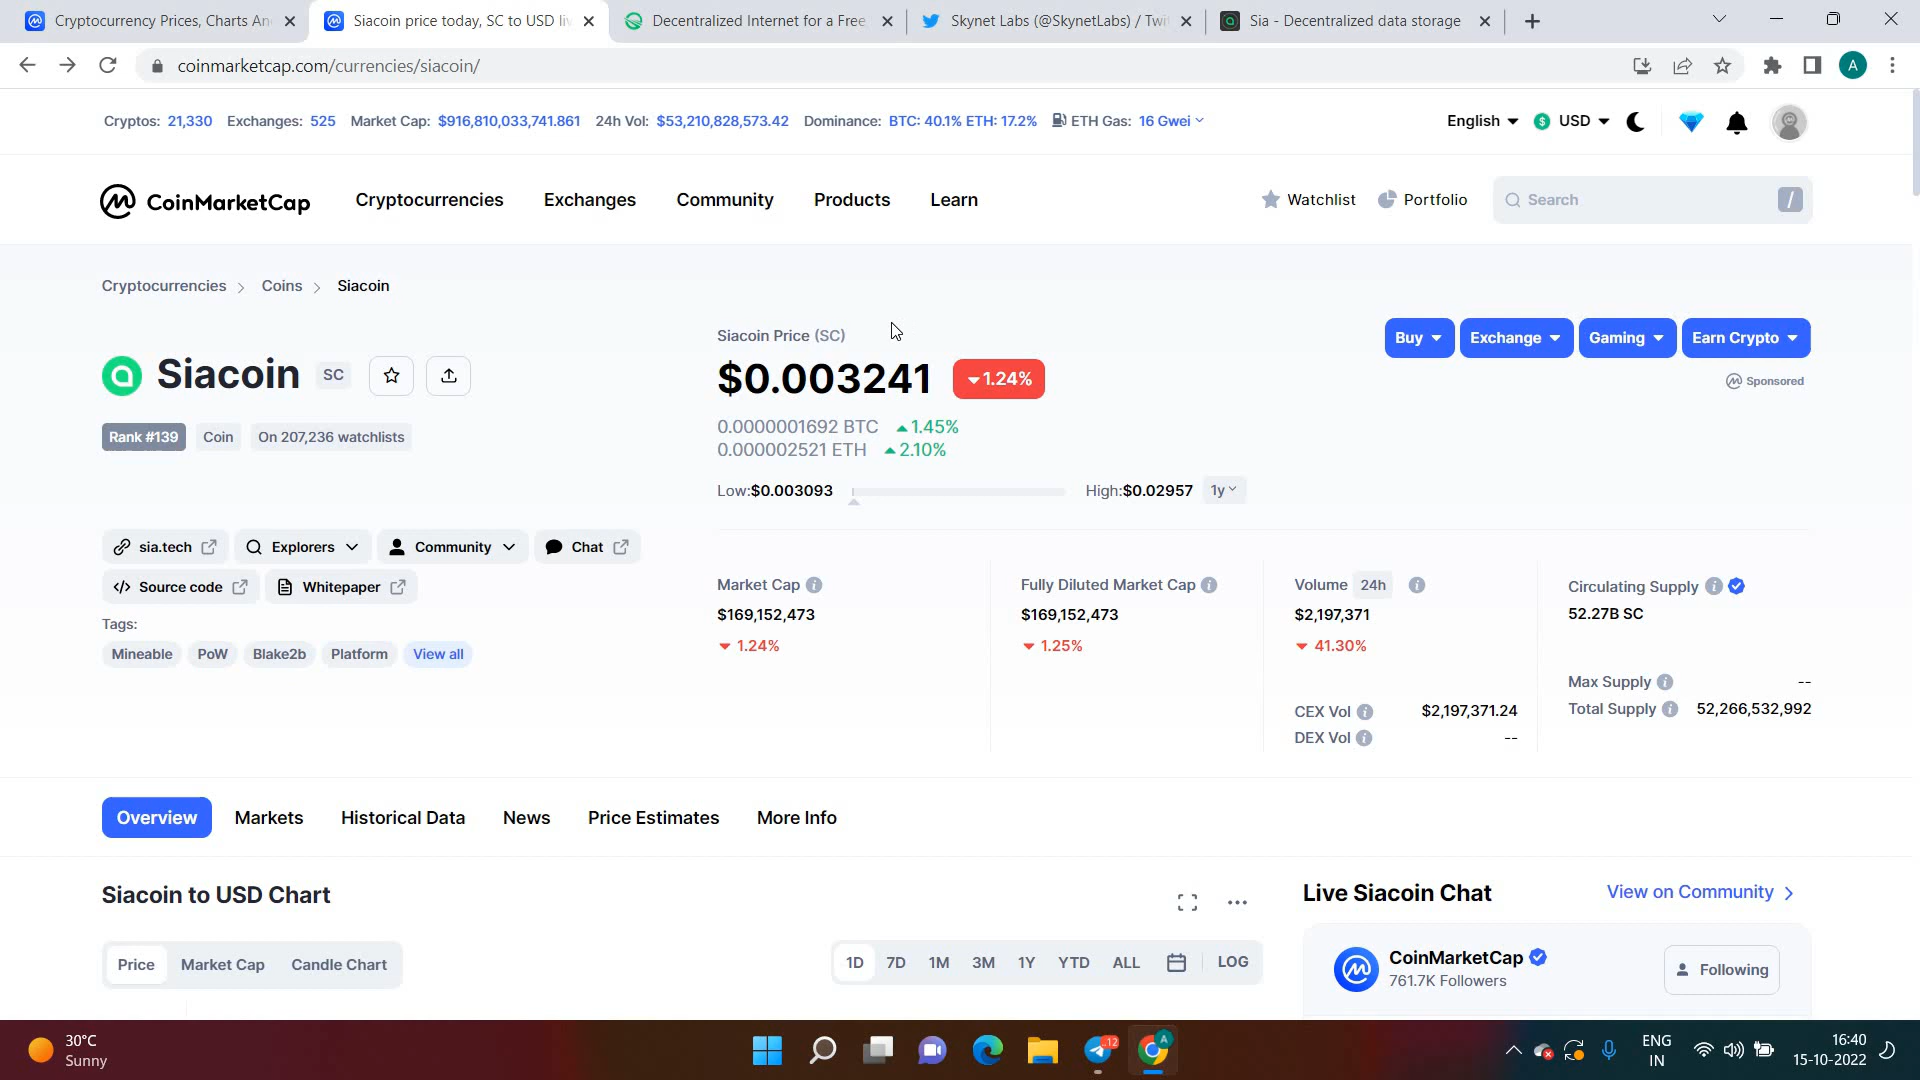 Cryptocurrency Prices, Charts An
Siacoin price today, SC to USD li
Decentralized Internet for a Free
Skynet Labs (@SkynetLabs) / Twi
Sia - Decentralized data storage
coinmarketcap.com/currencies/siacoin/
A
Cryptos: 21,330 Exchanges: 525 Market Cap: $916,810,033,741.861 24h Vol: $53,210,828,573.42 Dominance: BTC: 40.1% ETH: 17.2% ETH Gas: 16 Gwei
English USD
CoinMarketCap
Cryptocurrencies Exchanges Community Products Learn
Watchlist Portfolio Search /
Cryptocurrencies > Coins > Siacoin
Siacoin SC
Rank #139 Coin On 207,236 watchlists
sia.tech Explorers Community Chat
Source code Whitepaper
Tags:
Mineable PoW Blake2b Platform View all
Siacoin Price (SC)
$0.003241 1.24%
0.0000001692 BTC 1.45%
0.000002521 ETH 2.10%
Low:$0.003093 High:$0.02957 1y
Buy Exchange Gaming Earn Crypto
Sponsored
Market Cap
$169,152,473
1.24%
Fully Diluted Market Cap
$169,152,473
1.25%
Volume 24h
$2,197,371
41.30%
CEX Vol $2,197,371.24
DEX Vol --
Circulating Supply
52.27B SC
Max Supply --
Total Supply 52,266,532,992
Overview Markets Historical Data News Price Estimates More Info
Siacoin to USD Chart
Price Market Cap Candle Chart
1D 7D 1M 3M 1Y YTD ALL LOG
Live Siacoin Chat View on Community >
CoinMarketCap
761.7K Followers
Following
30°C
Sunny
12
A
ENG
IN
16:40
15-10-2022